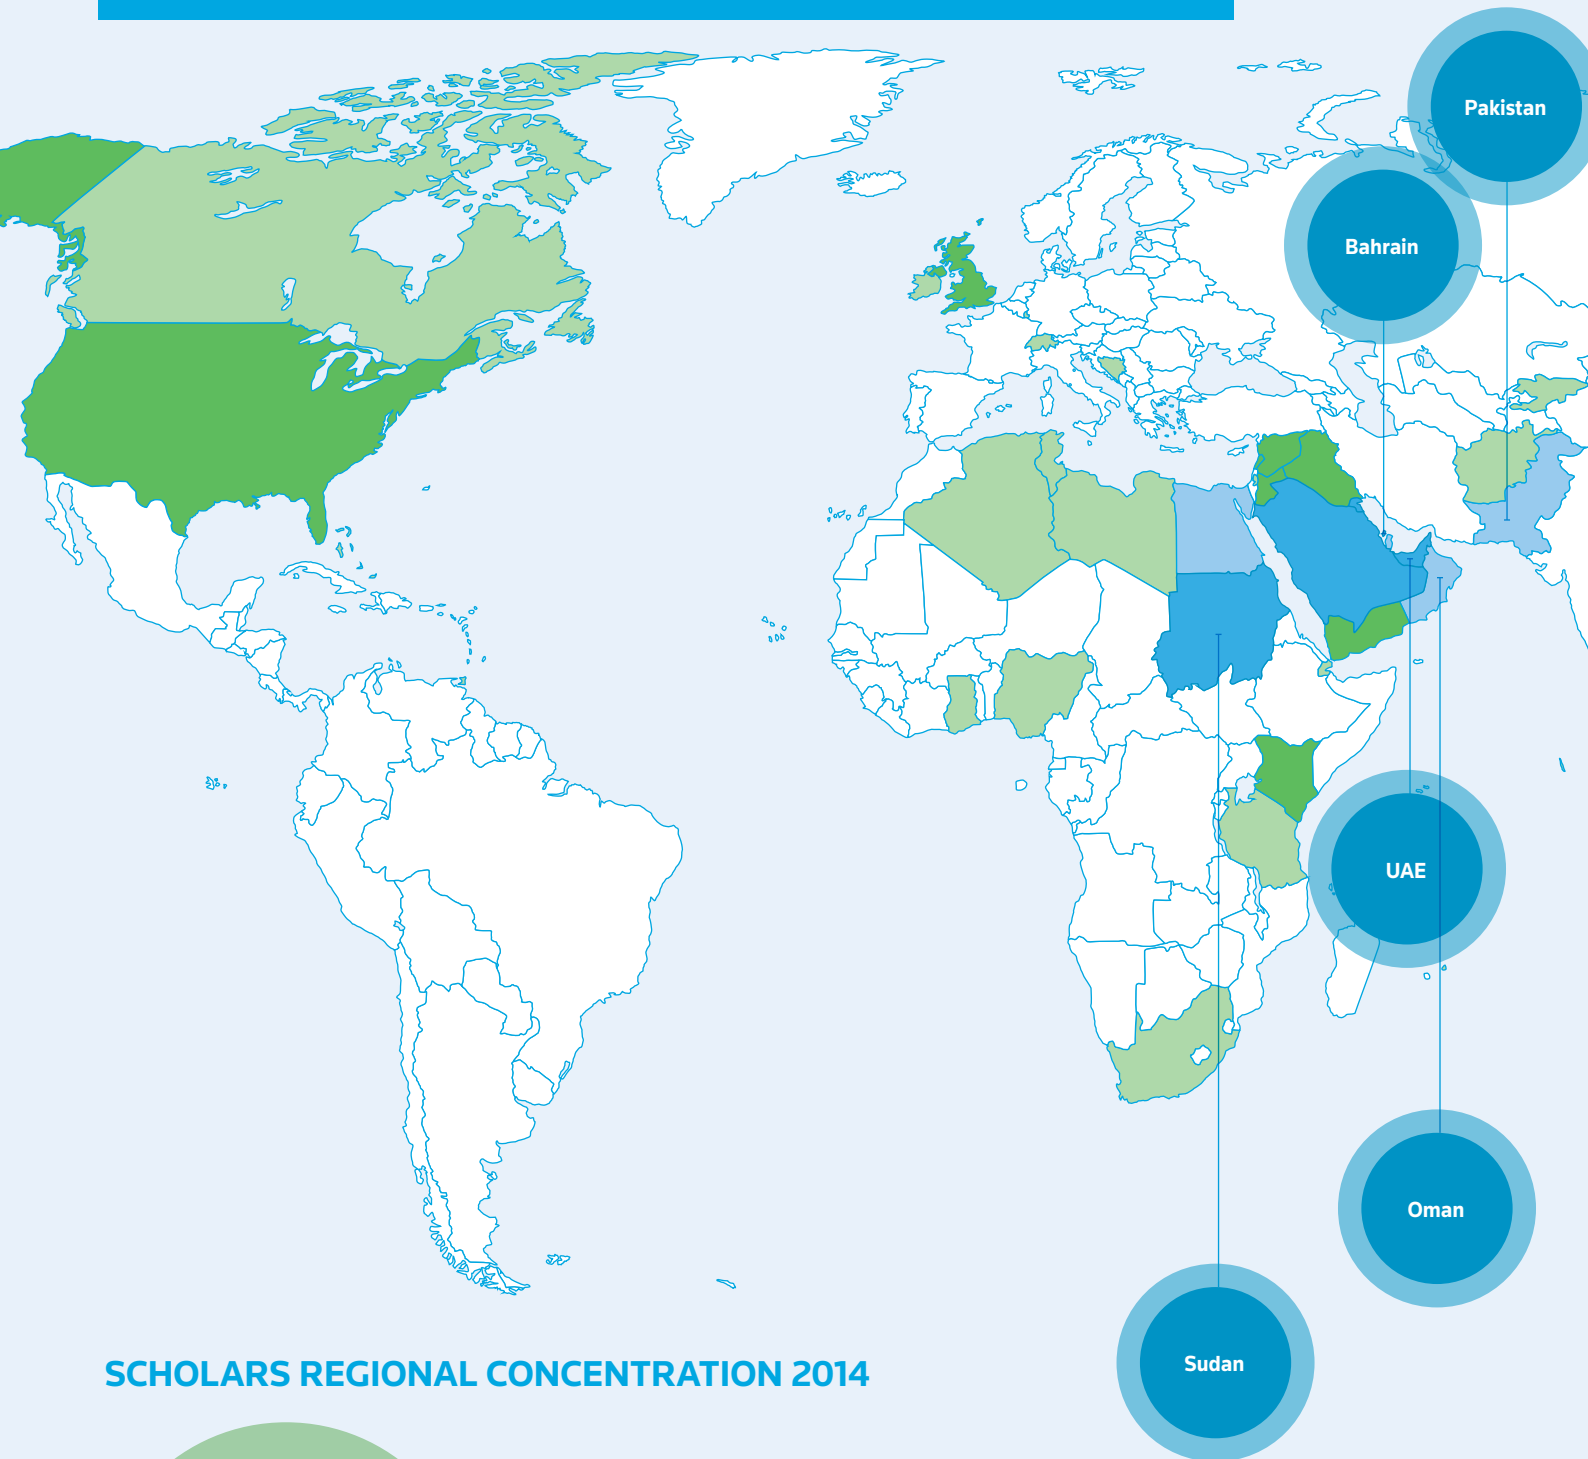 Pakistan
Bahrain
UAE
Oman
Sudan
SCHOLARS REGIONAL CONCENTRATION 2014